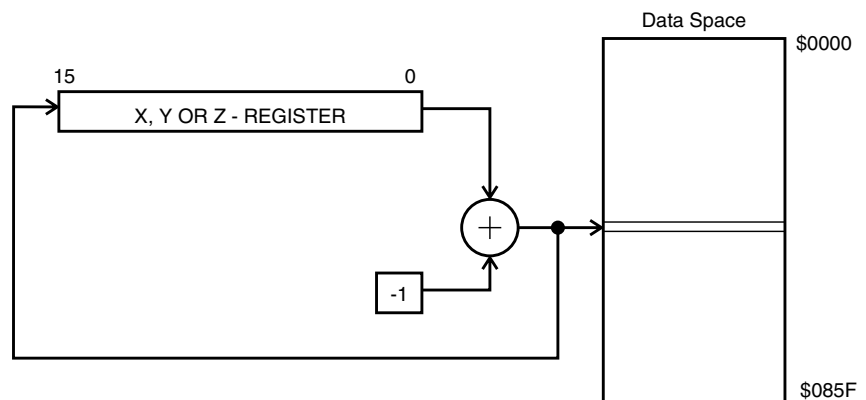 Data Space
$0000
15 0
X, Y OR Z - REGISTER
+
-1
$085F